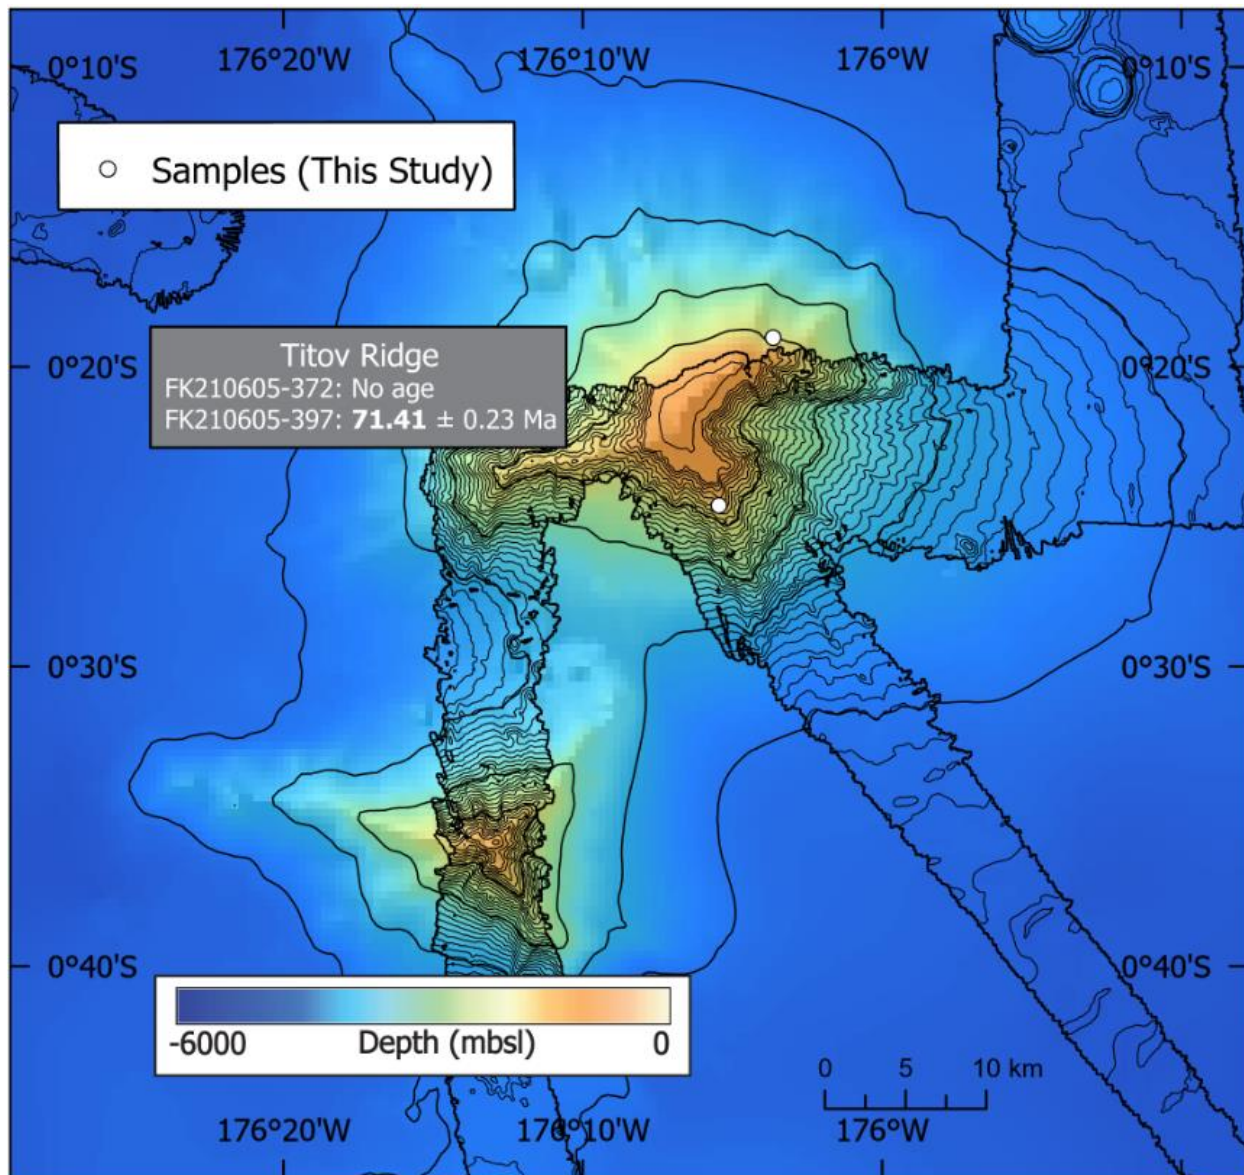 176°20'W 176°10'W 176°W
0°10'S 0°10'S
Samples (This Study)
0°20'S 0°20'S
Titov Ridge
FK210605-372: No age
FK210605-397: 71.41 ± 0.23 Ma
0°30'S 0°30'S
0°40'S 0°40'S
-6000 Depth (mbsl) 0
0 5 10 km
176°20'W 176°10'W 176°W